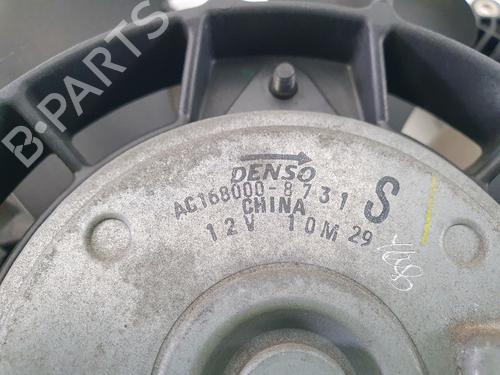 B-PARTS
DENSO
AC168000-8731 S
CHINA
12V 10M 29